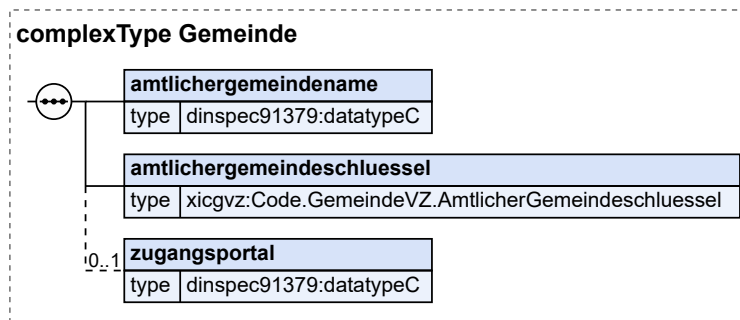 complexType Gemeinde
amtlichergemeindename
type dinspec91379:datatypeC
amtlichergemeindeschluessel
type xicgvz:Code.GemeindeVZ.AmtlicherGemeindeschluessel
0..1 zugangsportal
type dinspec91379:datatypeC